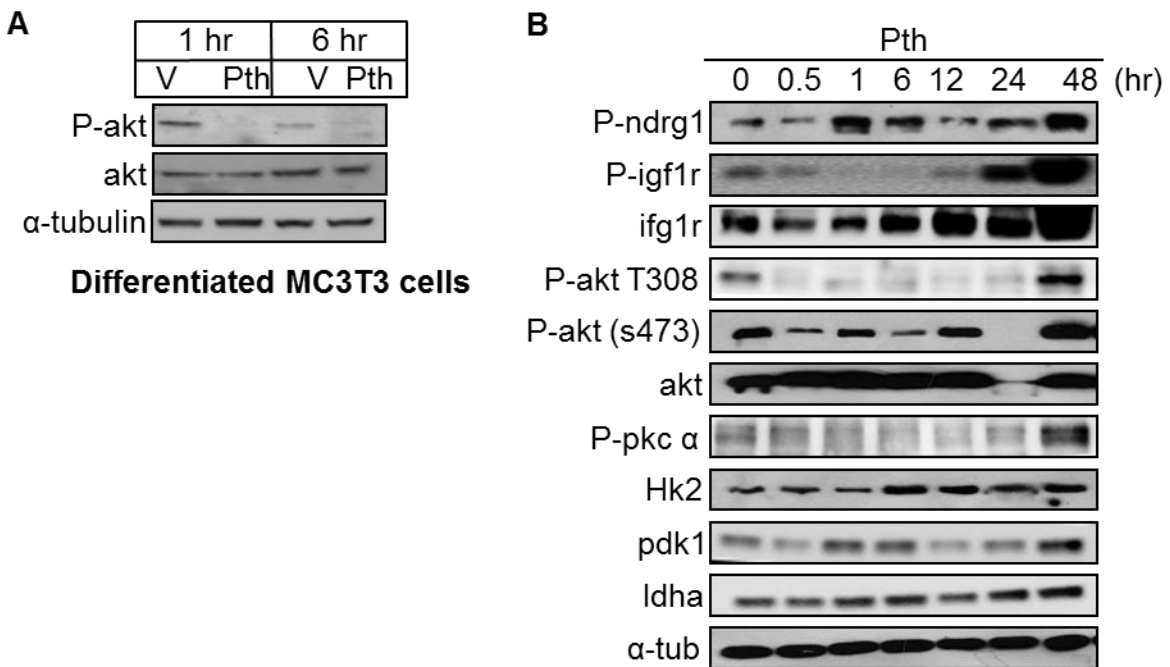 A
1 hr 6 hr
V Pth V Pth
P-akt
akt
α-tubulin
Differentiated MC3T3 cells
B
Pth
0 0.5 1 6 12 24 48 (hr)
P-ndrg1
P-igf1r
ifg1r
P-akt T308
P-akt (s473)
akt
P-pkc α
Hk2
pdk1
ldha
α-tub